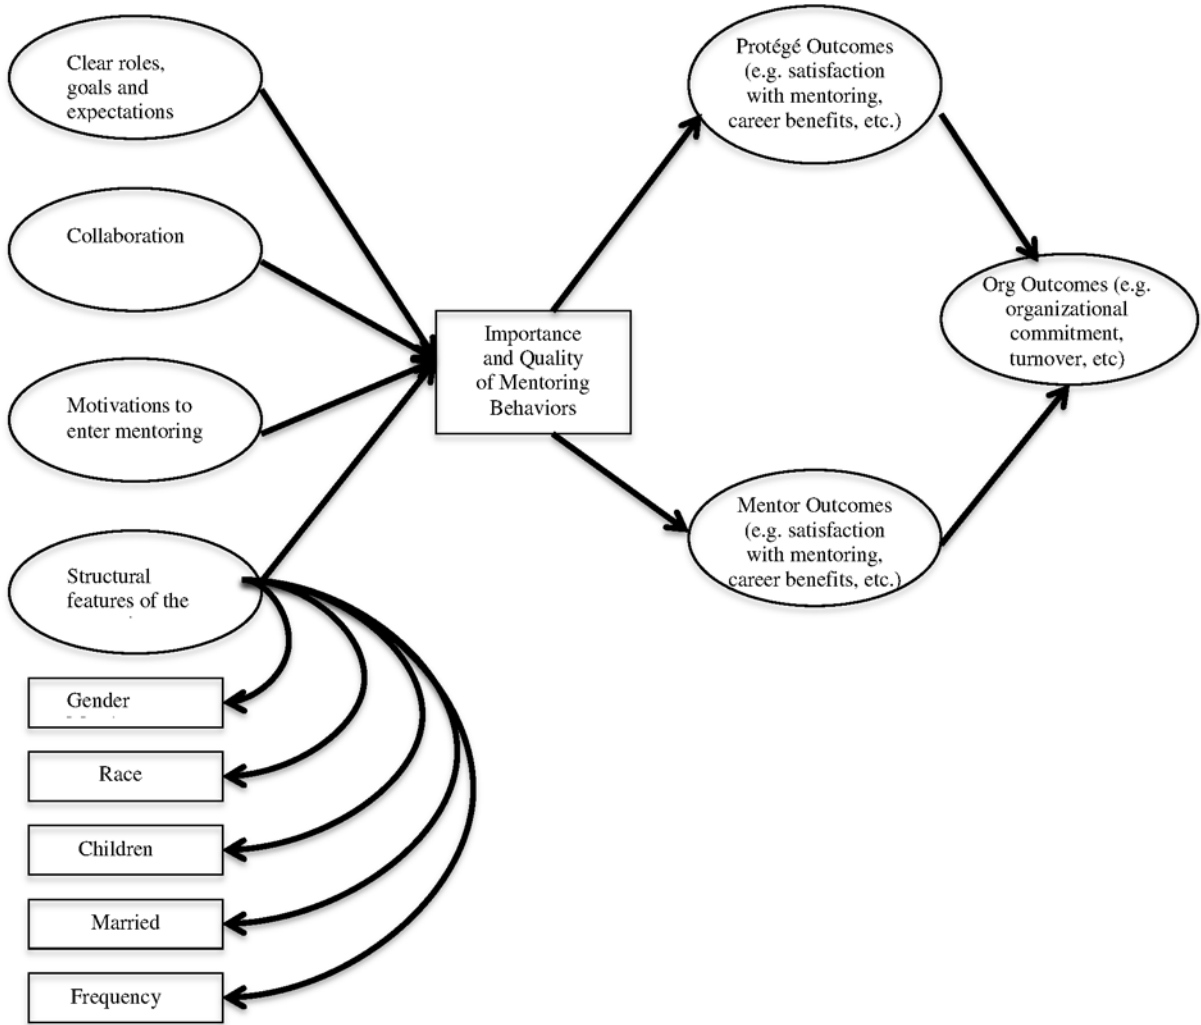 Clear roles,
goals and
expectations
Collaboration
Motivations to
enter mentoring
Structural
features of the
Gender
Race
Children
Married
Frequency
Importance
and Quality
of Mentoring
Behaviors
Protégé Outcomes
(e.g. satisfaction
with mentoring,
career benefits, etc.)
Mentor Outcomes
(e.g. satisfaction
with mentoring,
career benefits, etc.)
Org Outcomes (e.g.
organizational
commitment,
turnover, etc)